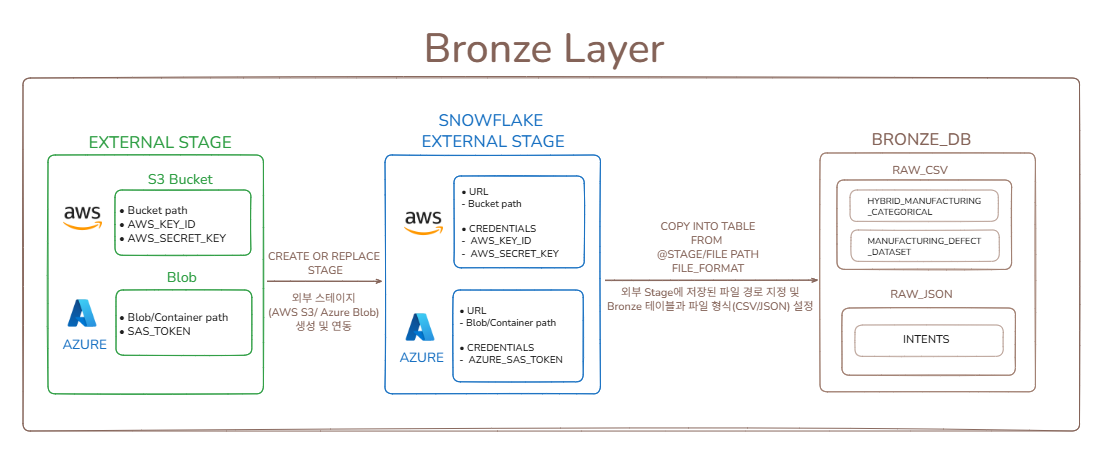 Bronze Layer
EXTERNAL STAGE
S3 Bucket
aws
• Bucket path
• AWS_KEY_ID
• AWS_SECRET_KEY
Blob
AZURE
• Blob/Container path
• SAS_TOKEN
CREATE OR REPLACE
STAGE
외부 스테이지
(AWS S3/ Azure Blob)
생성 및 연동
SNOWFLAKE
EXTERNAL STAGE
aws
• URL
- Bucket path
• CREDENTIALS
- AWS_KEY_ID
- AWS_SECRET_KEY
AZURE
• URL
- Blob/Container path
• CREDENTIALS
- AZURE_SAS_TOKEN
COPY INTO TABLE
FROM
@STAGE/FILE PATH
FILE_FORMAT
외부 Stage에 저장된 파일 경로 지정 및
Bronze 테이블과 파일 형식(CSV/JSON) 설정
BRONZE_DB
RAW_CSV
HYBRID_MANUFACTURING
_CATEGORICAL
MANUFACTURING_DEFECT
_DATASET
RAW_JSON
INTENTS